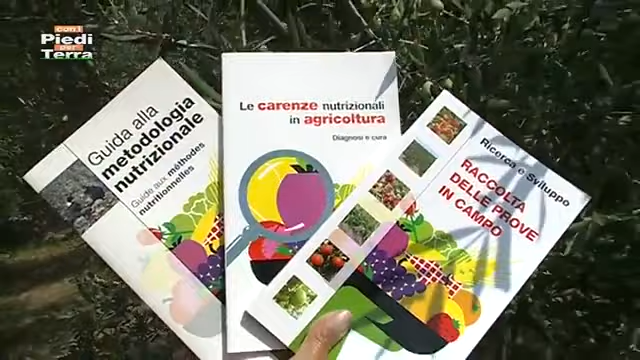 con i
Piedi
per
Terra
Guida alla
metodologia
nutrizionale
Guide aux méthodes
nutritionnelles
Le carenze nutrizionali
in agricoltura
Diagnosi e cura
Ricerca e Sviluppo
RACCOLTA
DELLE PROVE
IN CAMPO